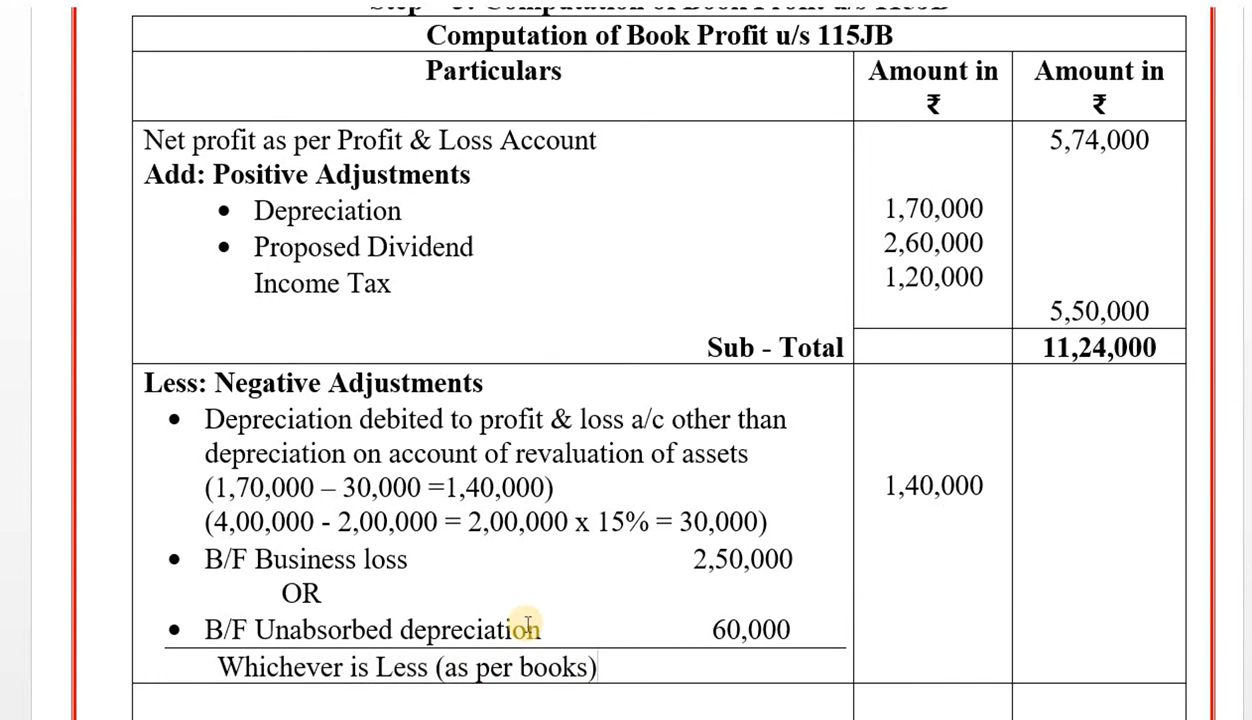 Computation of Book Profit u/s 115JB
Particulars
Amount in ₹
Amount in ₹
Net profit as per Profit & Loss Account 5,74,000
Add: Positive Adjustments
• Depreciation 1,70,000
• Proposed Dividend 2,60,000
Income Tax 1,20,000
5,50,000
Sub - Total 11,24,000
Less: Negative Adjustments
• Depreciation debited to profit & loss a/c other than
depreciation on account of revaluation of assets
(1,70,000 – 30,000 =1,40,000) 1,40,000
(4,00,000 - 2,00,000 = 2,00,000 x 15% = 30,000)
• B/F Business loss 2,50,000
OR
• B/F Unabsorbed depreciation 60,000
Whichever is Less (as per books)